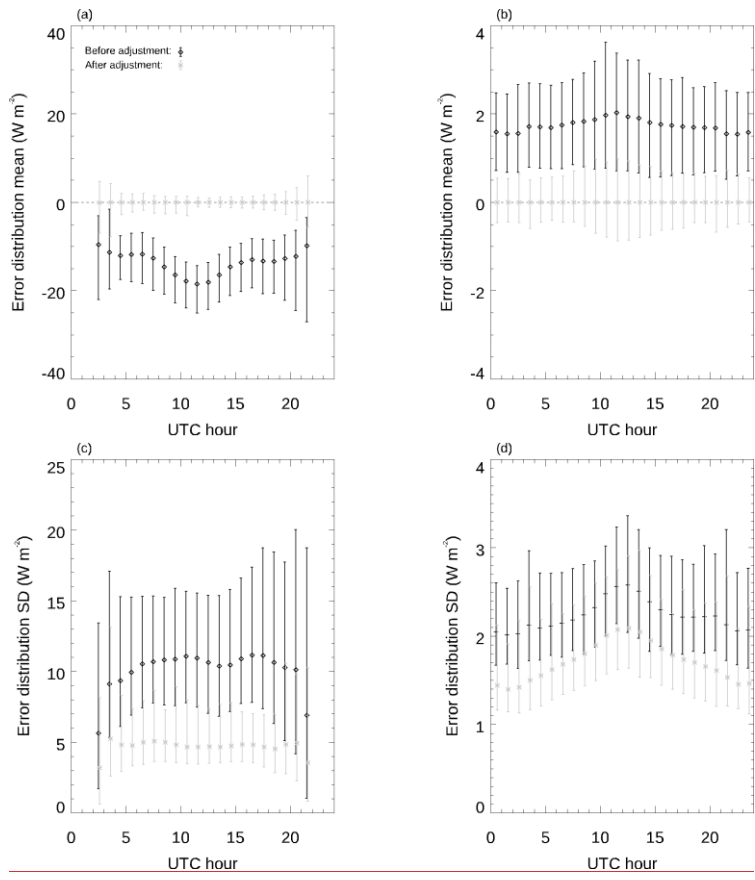 (a)
Before adjustment:
After adjustment:
Error distribution mean (W m⁻²)
40
20
0
-20
-40
0 5 10 15 20
UTC hour
(b)
Error distribution mean (W m⁻²)
4
2
0
-2
-4
0 5 10 15 20
UTC hour
(c)
Error distribution SD (W m⁻²)
25
20
15
10
5
0
0 5 10 15 20
UTC hour
(d)
Error distribution SD (W m⁻²)
4
3
2
1
0
0 5 10 15 20
UTC hour